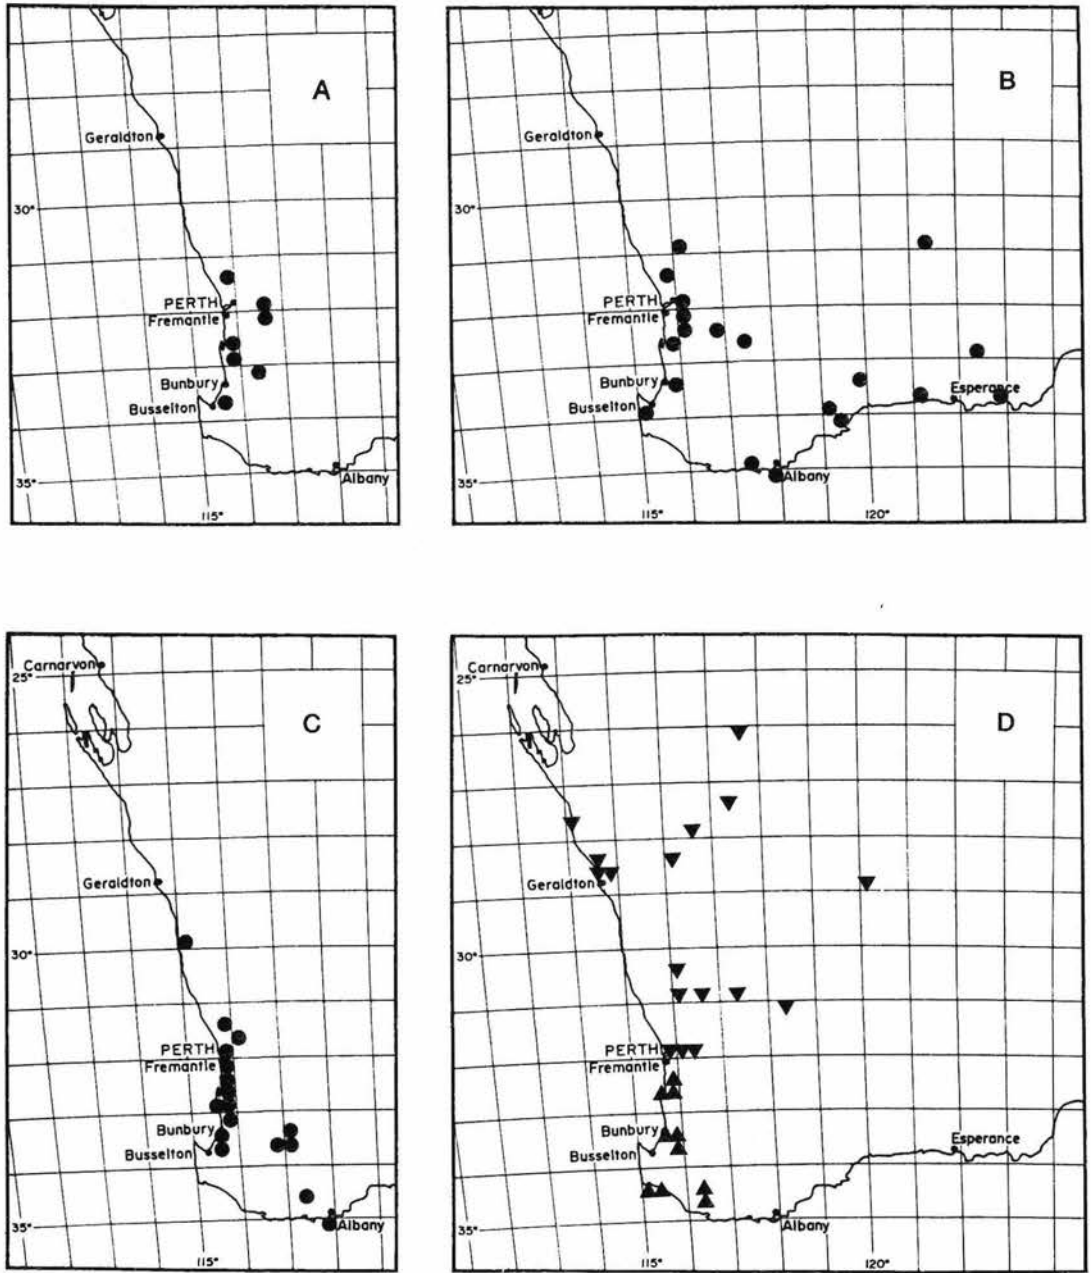 A
Geraldton
30°
PERTH
Fremantle
Bunbury
Busselton
35°
Albany
115°
B
Geraldton
30°
PERTH
Fremantle
Bunbury
Busselton
Esperance
35°
Albany
115°
120°
C
Carnarvon
25°
Geraldton
30°
PERTH
Fremantle
Bunbury
Busselton
35°
Albany
115°
D
Carnarvon
25°
Geraldton
30°
PERTH
Fremantle
Bunbury
Busselton
Esperance
35°
Albany
115°
120°